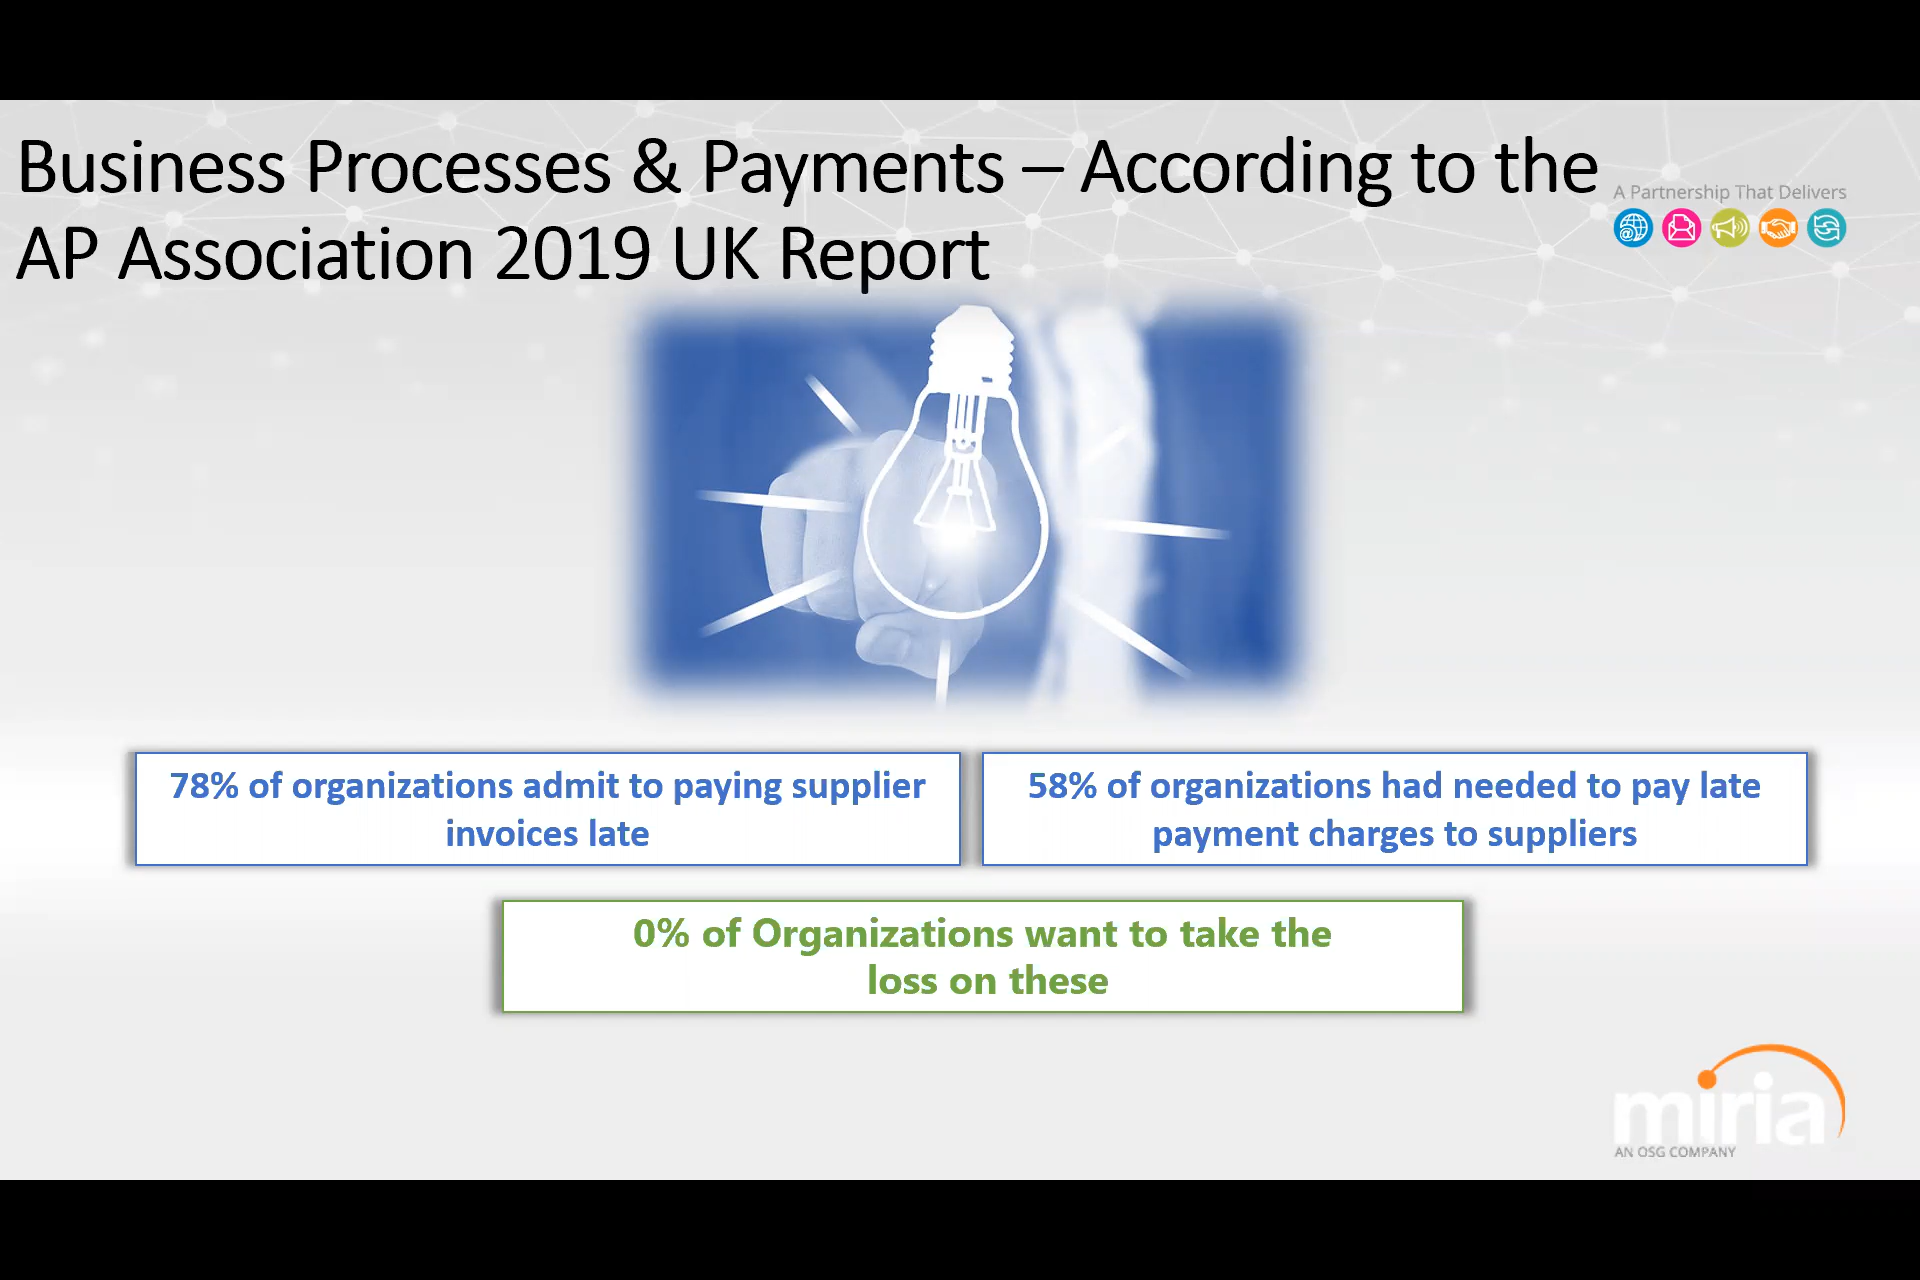 Business Processes & Payments – According to the
AP Association 2019 UK Report
A Partnership That Delivers
78% of organizations admit to paying supplier
invoices late
58% of organizations had needed to pay late
payment charges to suppliers
0% of Organizations want to take the
loss on these
miria
AN OSG COMPANY